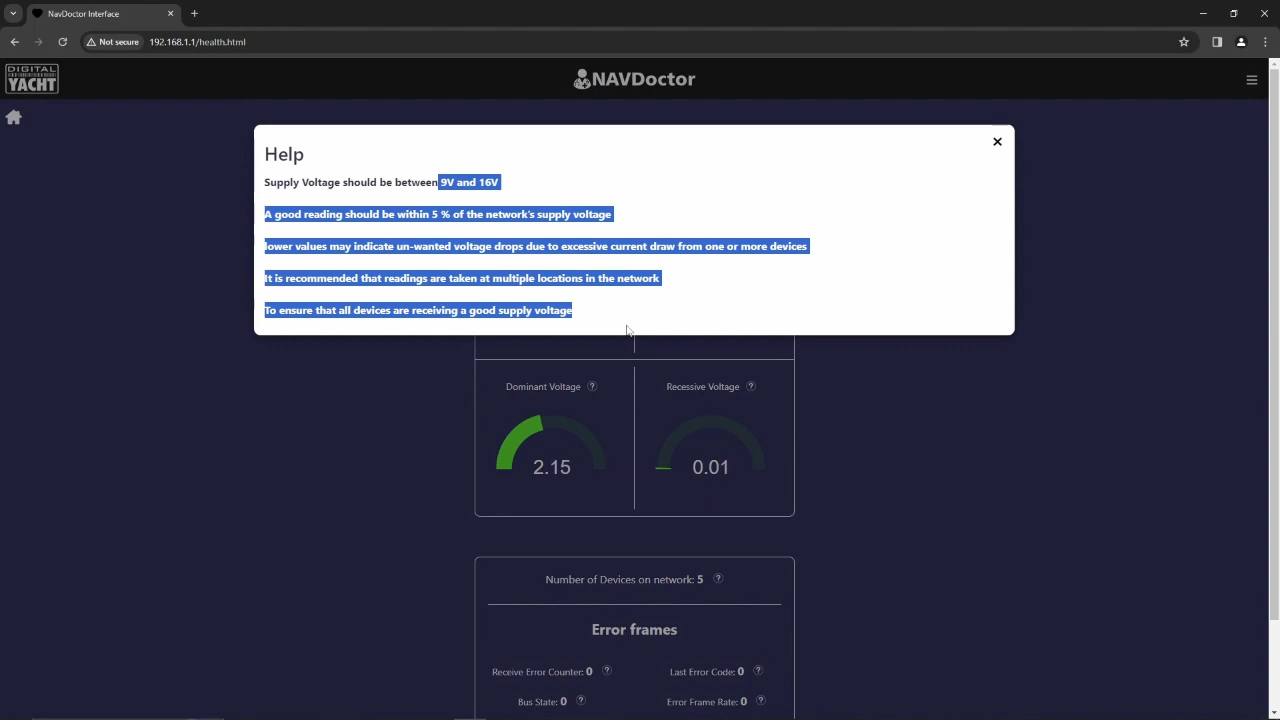 NavDoctor Interface
Not secure
192.168.1.1/health.html
DIGITAL
YACHT
NAVDoctor
Help
Supply Voltage should be between 9V and 16V
A good reading should be within 5 % of the network's supply voltage
lower values may indicate un-wanted voltage drops due to excessive current draw from one or more devices
It is recommended that readings are taken at multiple locations in the network
To ensure that all devices are receiving a good supply voltage
Dominant Voltage ?
Recessive Voltage ?
2.15
0.01
Number of Devices on network: 5 ?
Error frames
Receive Error Counter: 0 ?
Last Error Code: 0 ?
Bus State: 0 ?
Error Frame Rate: 0 ?